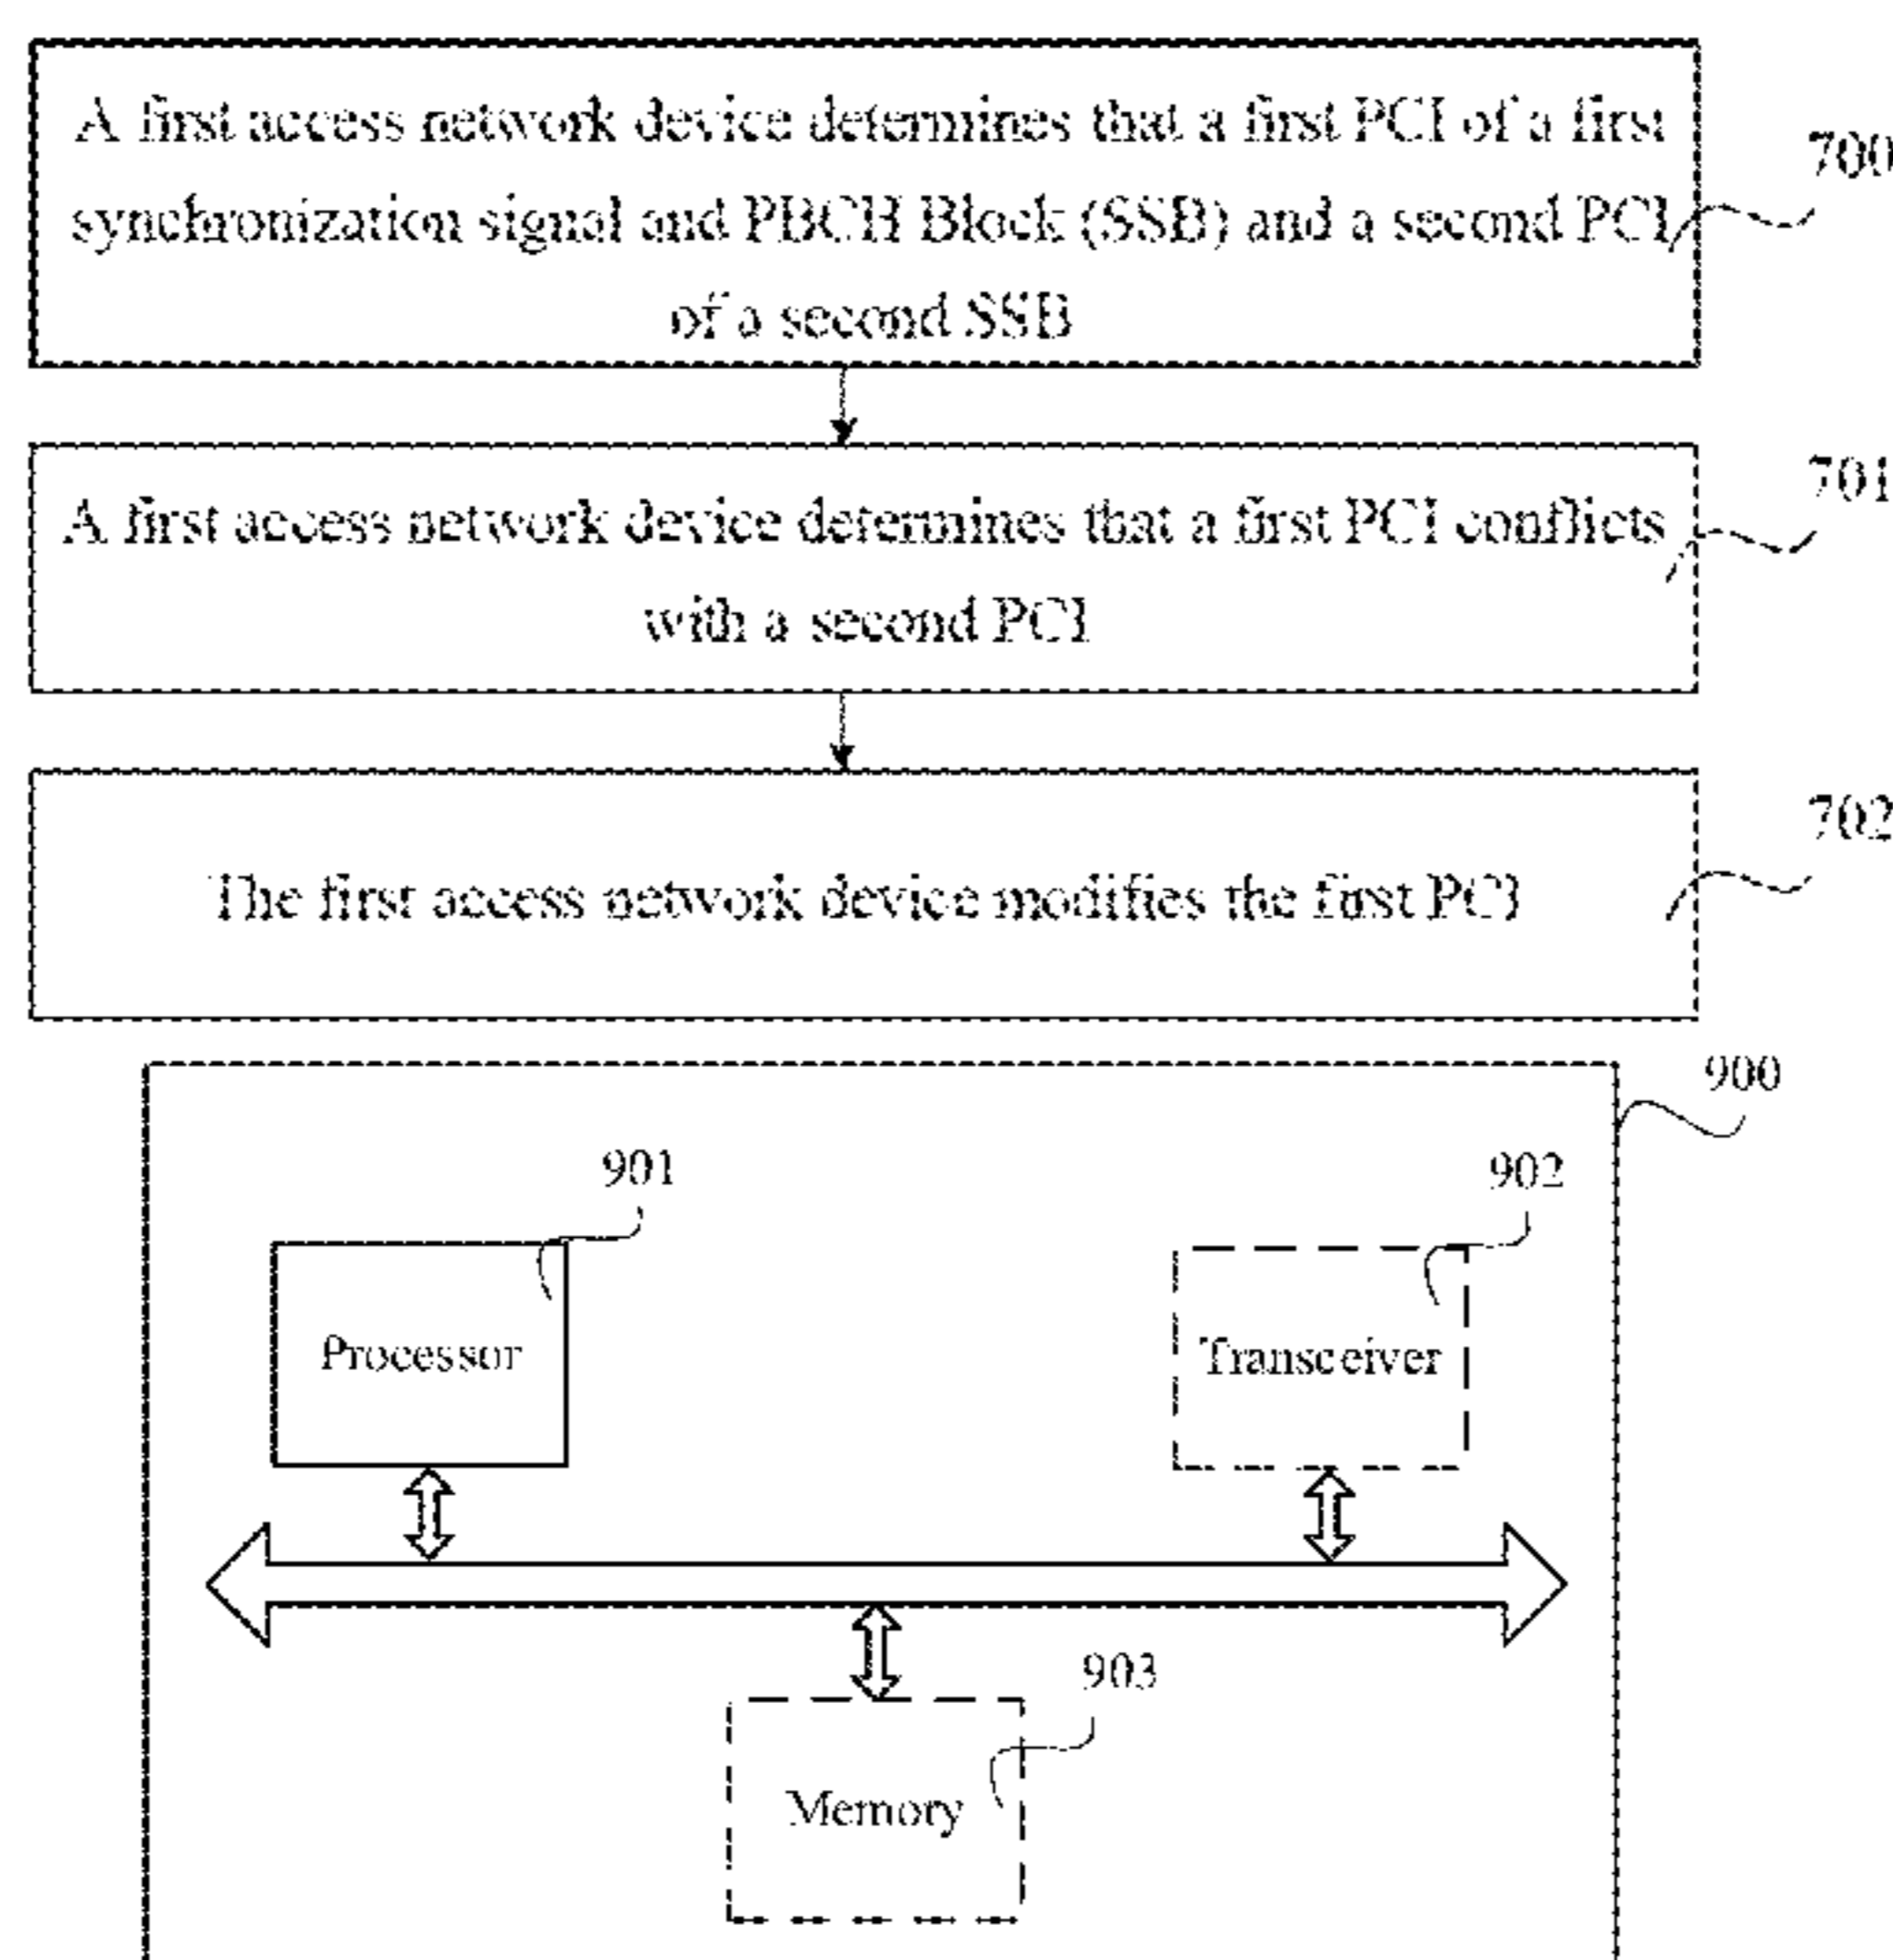 A first access network device determines that a first PCI of a first
synchronization signal and PBCH Block (SSB) and a second PCI
of a second SSB
700
A first access network device determines that a first PCI conflicts
with a second PCI
701
The first access network device modifies the first PCI
702
900
901
902
Processor
Transceiver
903
Memory